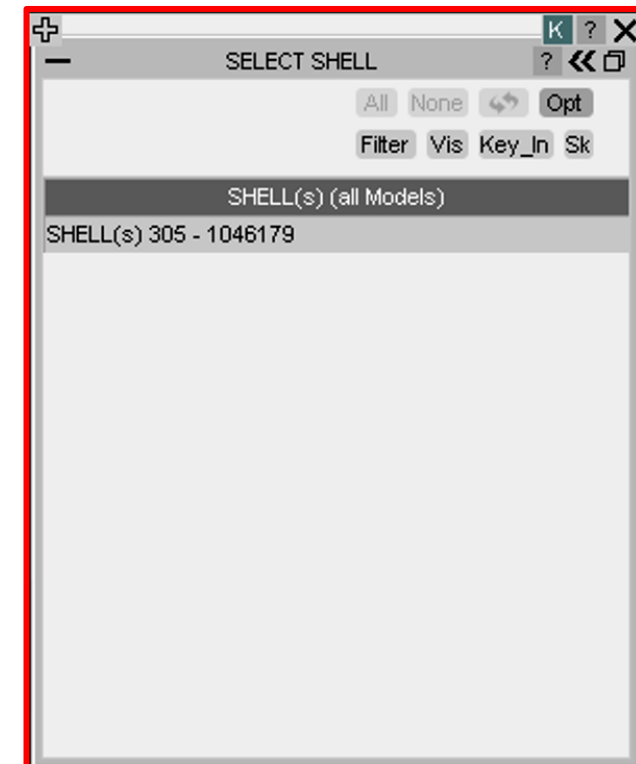 K ?
SELECT SHELL ?
All None Opt
Filter Vis Key_In Sk
SHELL(s) (all Models)
SHELL(s) 305 - 1046179